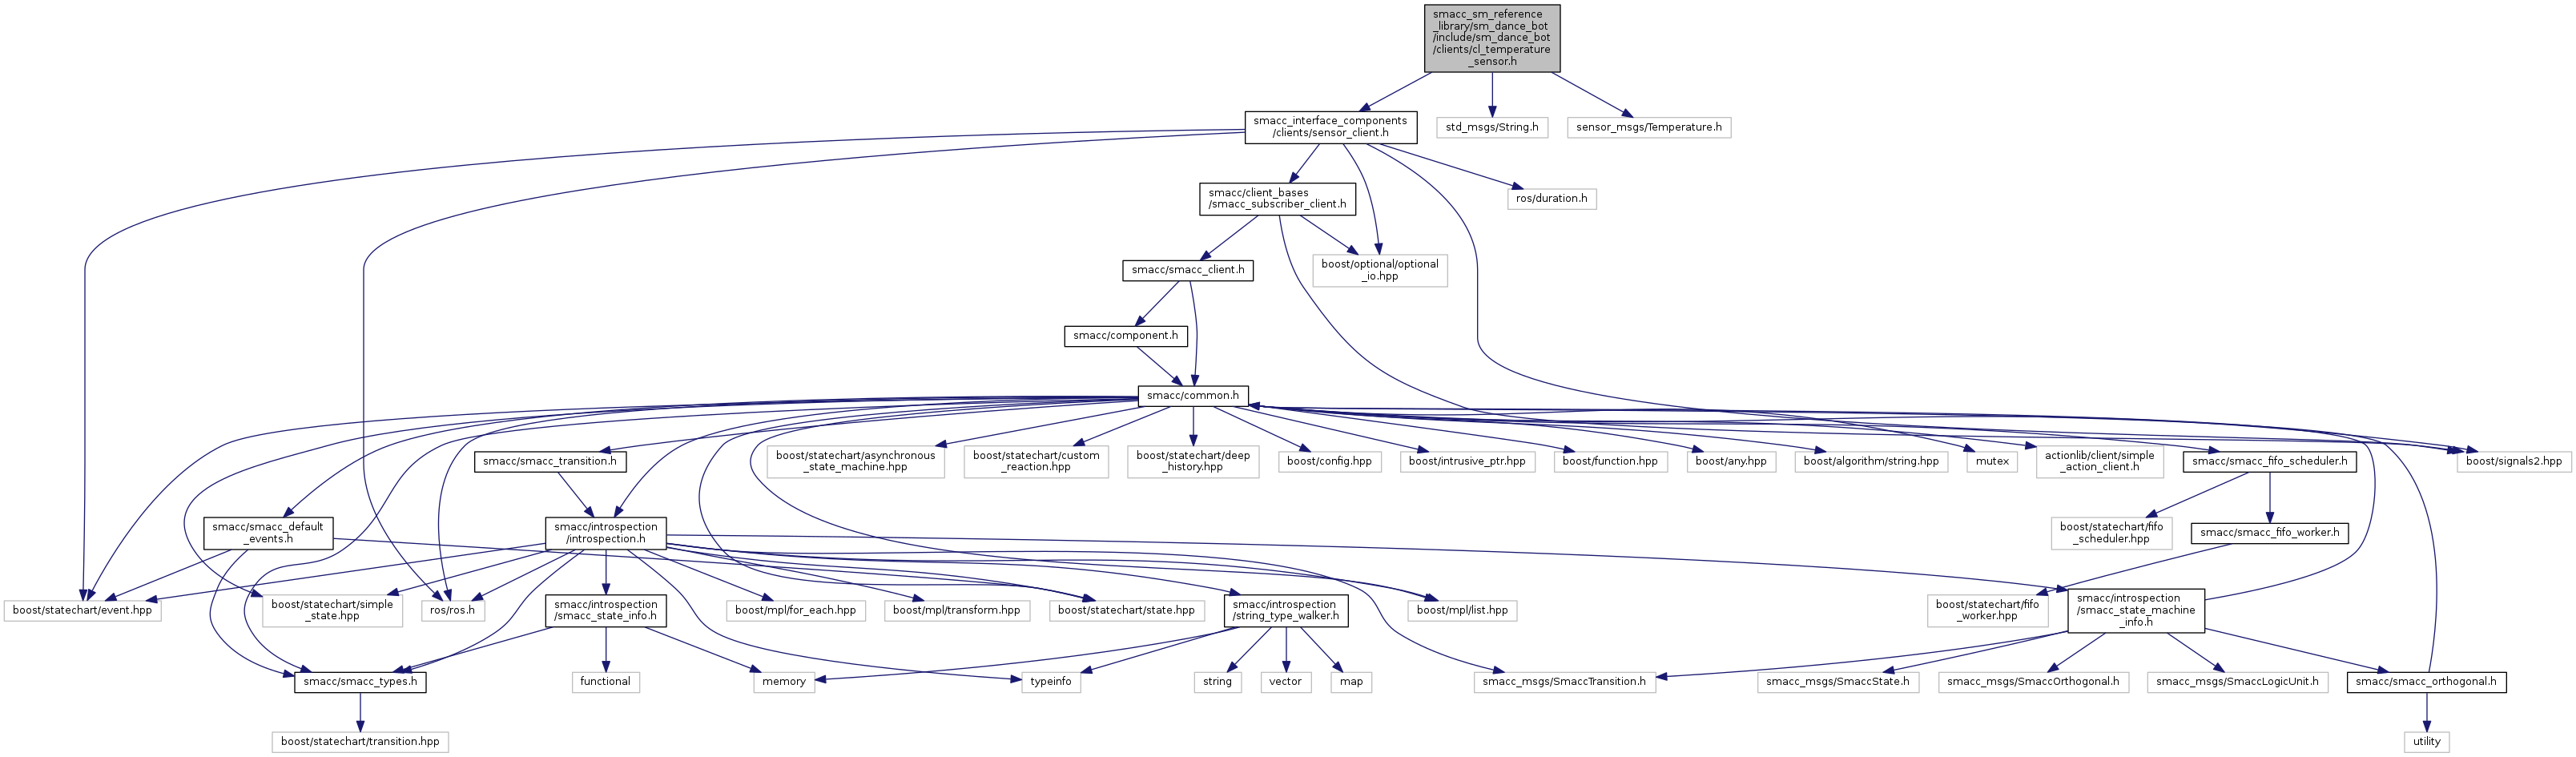 smacc_sm_reference
_library/sm_dance_bot
/include/sm_dance_bot
/clients/cl_temperature
_sensor.h
smacc_interface_components
/clients/sensor_client.h
std_msgs/String.h
sensor_msgs/Temperature.h
smacc/client_bases
/smacc_subscriber_client.h
ros/duration.h
smacc/smacc_client.h
boost/optional/optional
_io.hpp
smacc/component.h
smacc/common.h
smacc/smacc_transition.h
boost/statechart/asynchronous
_state_machine.hpp
boost/statechart/custom
_reaction.hpp
boost/statechart/deep
_history.hpp
boost/config.hpp
boost/intrusive_ptr.hpp
boost/function.hpp
boost/any.hpp
boost/algorithm/string.hpp
mutex
actionlib/client/simple
_action_client.h
smacc/smacc_fifo_scheduler.h
boost/signals2.hpp
smacc/smacc_default
_events.h
smacc/introspection
/introspection.h
boost/statechart/fifo
_scheduler.hpp
smacc/smacc_fifo_worker.h
boost/statechart/event.hpp
boost/statechart/simple
_state.hpp
ros/ros.h
smacc/introspection
/smacc_state_info.h
boost/mpl/for_each.hpp
boost/mpl/transform.hpp
boost/statechart/state.hpp
smacc/introspection
/string_type_walker.h
boost/mpl/list.hpp
boost/statechart/fifo
_worker.hpp
smacc/introspection
/smacc_state_machine
_info.h
smacc/smacc_types.h
functional
memory
typeinfo
string
vector
map
smacc_msgs/SmaccTransition.h
smacc_msgs/SmaccState.h
smacc_msgs/SmaccOrthogonal.h
smacc_msgs/SmaccLogicUnit.h
smacc/smacc_orthogonal.h
boost/statechart/transition.hpp
utility